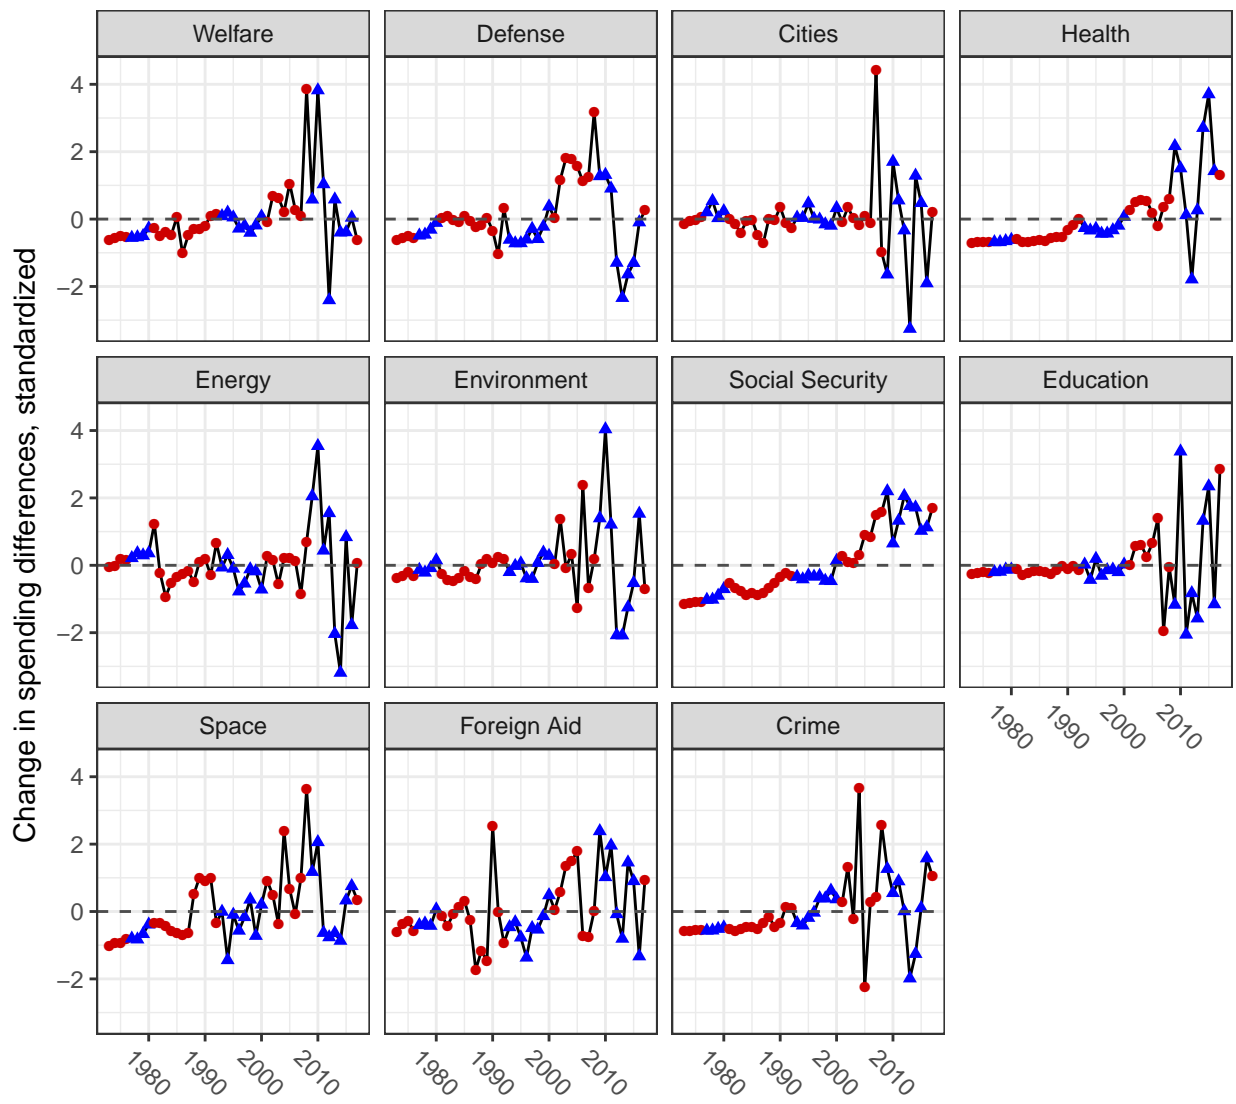 Change in spending differences, standardized
Welfare Defense Cities Health
4
2
0
−2
Energy Environment Social Security Education
4
2
0
−2
1980 1990 2000 2010
Space Foreign Aid Crime
4
2
0
−2
1980 1990 2000 2010 1980 1990 2000 2010 1980 1990 2000 2010